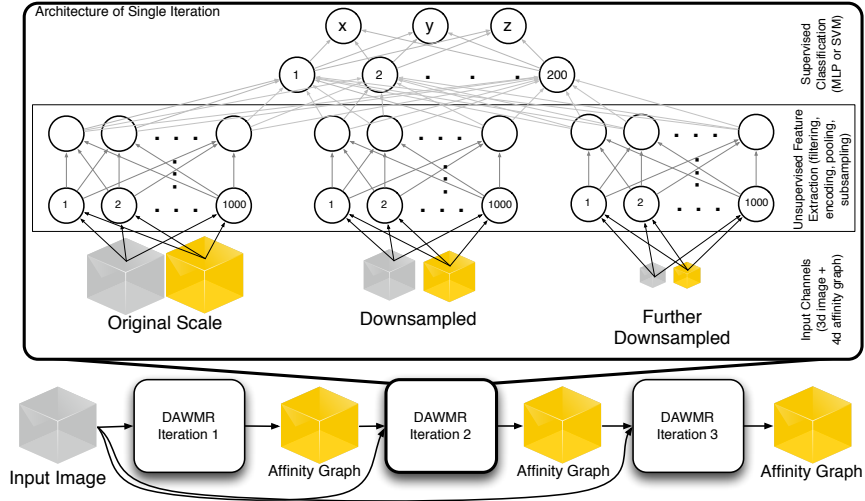 Architecture of Single Iteration
x y z
1 2 . . . 200
Supervised
Classification
(MLP or SVM)
. . . . . . . . .
1 2 . . . 1000 1 2 . . . 1000 1 2 . . . 1000
Unsupervised Feature
Extraction (filtering,
encoding, pooling,
subsampling)
Original Scale
Downsampled
Further
Downsampled
Input Channels
(3d image +
4d affinity graph)
Input Image
DAWMR
Iteration 1
Affinity Graph
DAWMR
Iteration 2
Affinity Graph
DAWMR
Iteration 3
Affinity Graph